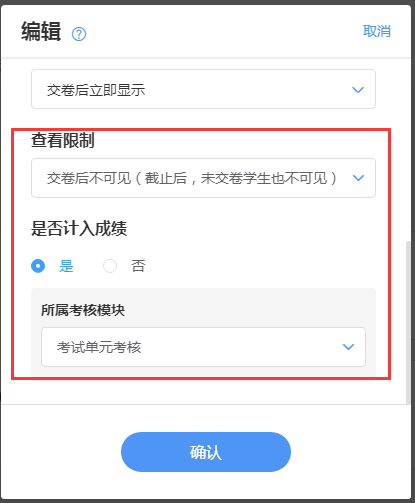 编辑
取消
交卷后立即显示
查看限制
交卷后不可见（截止后，未交卷学生也不可见）
是否计入成绩
是 否
所属考核模块
考试单元考核
确认